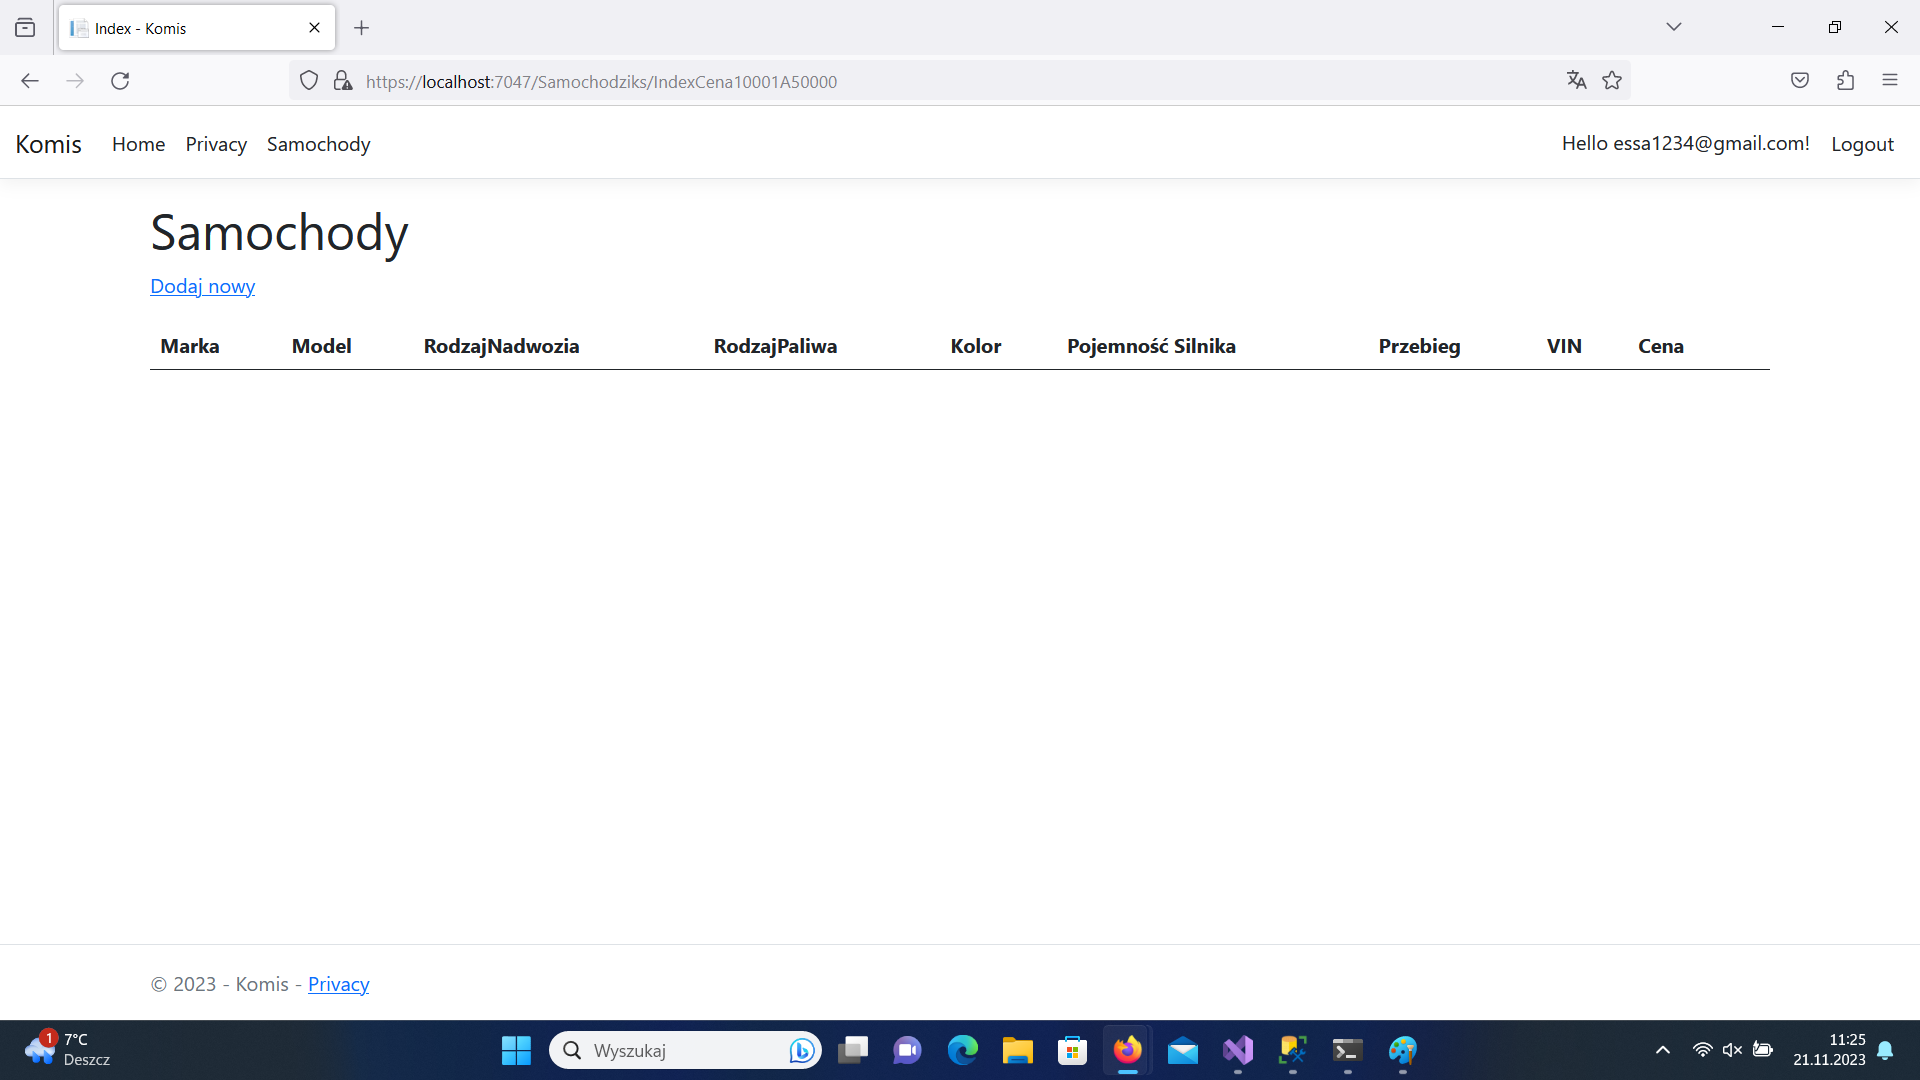 Index - Komis
https://localhost:7047/Samochodziks/IndexCena10001A50000
Komis Home Privacy Samochody Hello essa1234@gmail.com! Logout
Samochody
Dodaj nowy
Marka Model RodzajNadwozia RodzajPaliwa Kolor Pojemność Silnika Przebieg VIN Cena
© 2023 - Komis - Privacy
1 7°C
Deszcz
Wyszukaj
11:25
21.11.2023